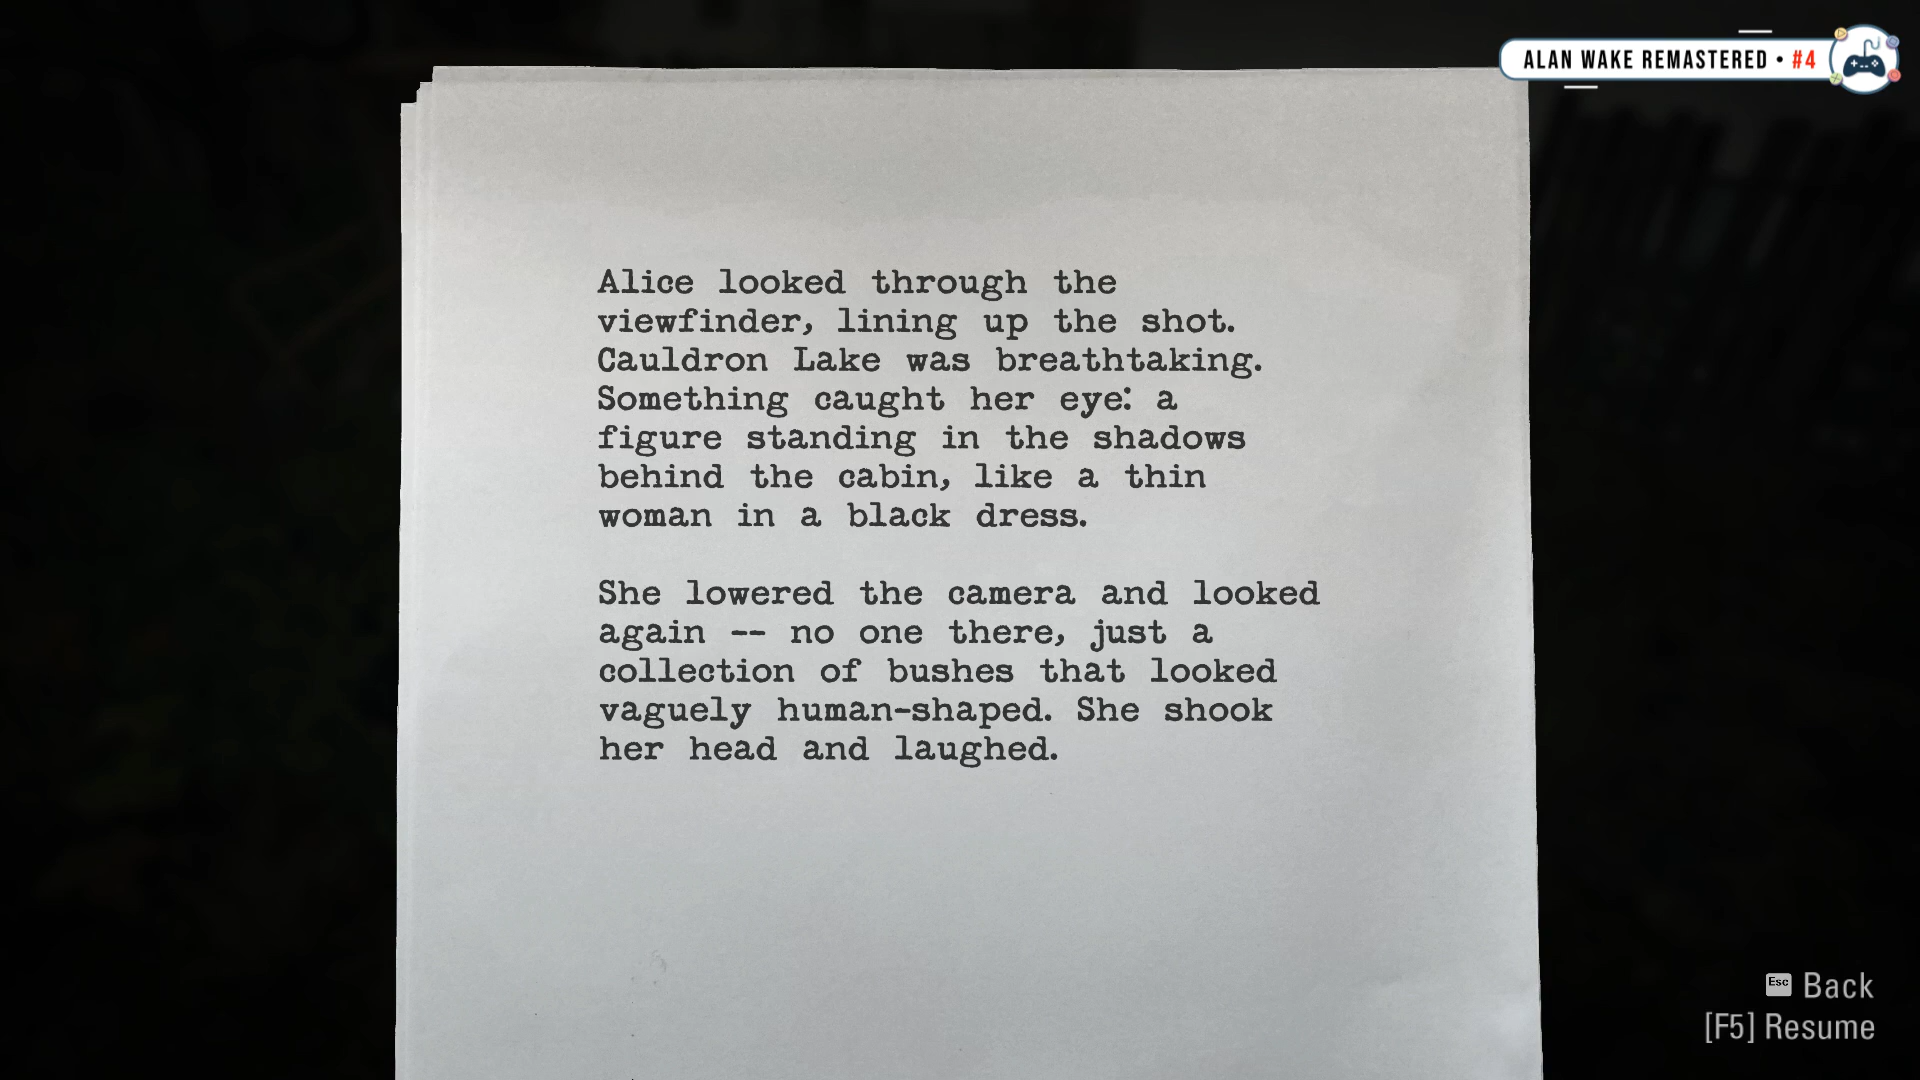 ALAN WAKE REMASTERED • #4
Alice looked through the
viewfinder, lining up the shot.
Cauldron Lake was breathtaking.
Something caught her eye: a
figure standing in the shadows
behind the cabin, like a thin
woman in a black dress.
She lowered the camera and looked
again -- no one there, just a
collection of bushes that looked
vaguely human-shaped. She shook
her head and laughed.
Esc Back
[F5] Resume